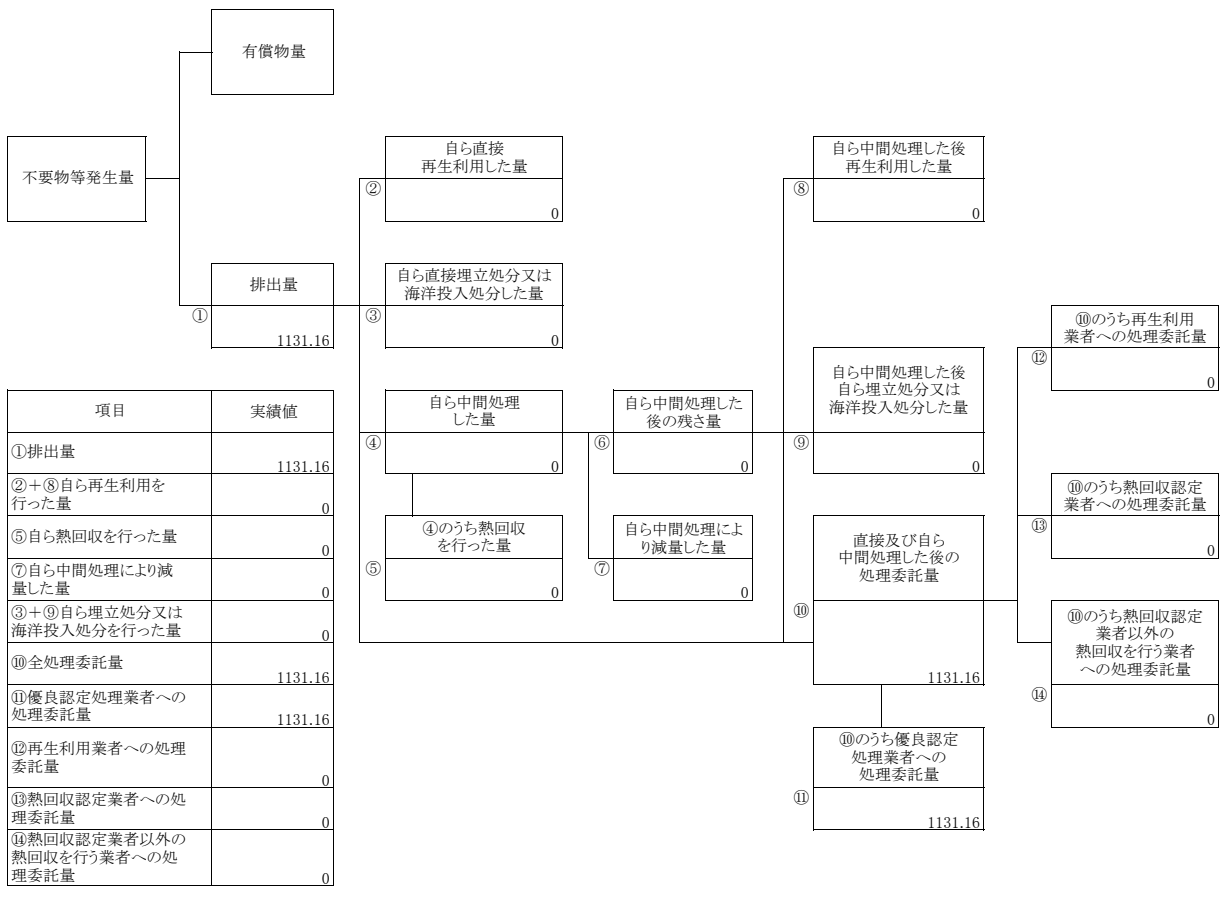 有償物量
不要物等発生量
排出量
①
1131.16
自ら直接
再生利用した量
②
0
自ら直接埋立処分又は
海洋投入処分した量
③
0
自ら中間処理
した量
④
0
④のうち熱回収
を行った量
⑤
0
自ら中間処理した
後の残さ量
⑥
0
自ら中間処理によ
り減量した量
⑦
0
自ら中間処理した後
再生利用した量
⑧
0
自ら中間処理した後
自ら埋立処分又は
海洋投入処分した量
⑨
0
直接及び自ら
中間処理した後の
処理委託量
⑩
1131.16
⑩のうち優良認定
処理業者への
処理委託量
⑪
1131.16
⑩のうち再生利用
業者への処理委託量
⑫
0
⑩のうち熱回収認定
業者への処理委託量
⑬
0
⑩のうち熱回収認定
業者以外の
熱回収を行う業者
への処理委託量
⑭
0
項目 実績値
①排出量
1131.16
②＋⑧自ら再生利用を
行った量
0
⑤自ら熱回収を行った量
0
⑦自ら中間処理により減
量した量
0
③＋⑨自ら埋立処分又は
海洋投入処分を行った量
0
⑩全処理委託量
1131.16
⑪優良認定処理業者への
処理委託量
1131.16
⑫再生利用業者への処理
委託量
0
⑬熱回収認定業者への処
理委託量
0
⑭熱回収認定業者以外の
熱回収を行う業者への処
理委託量
0